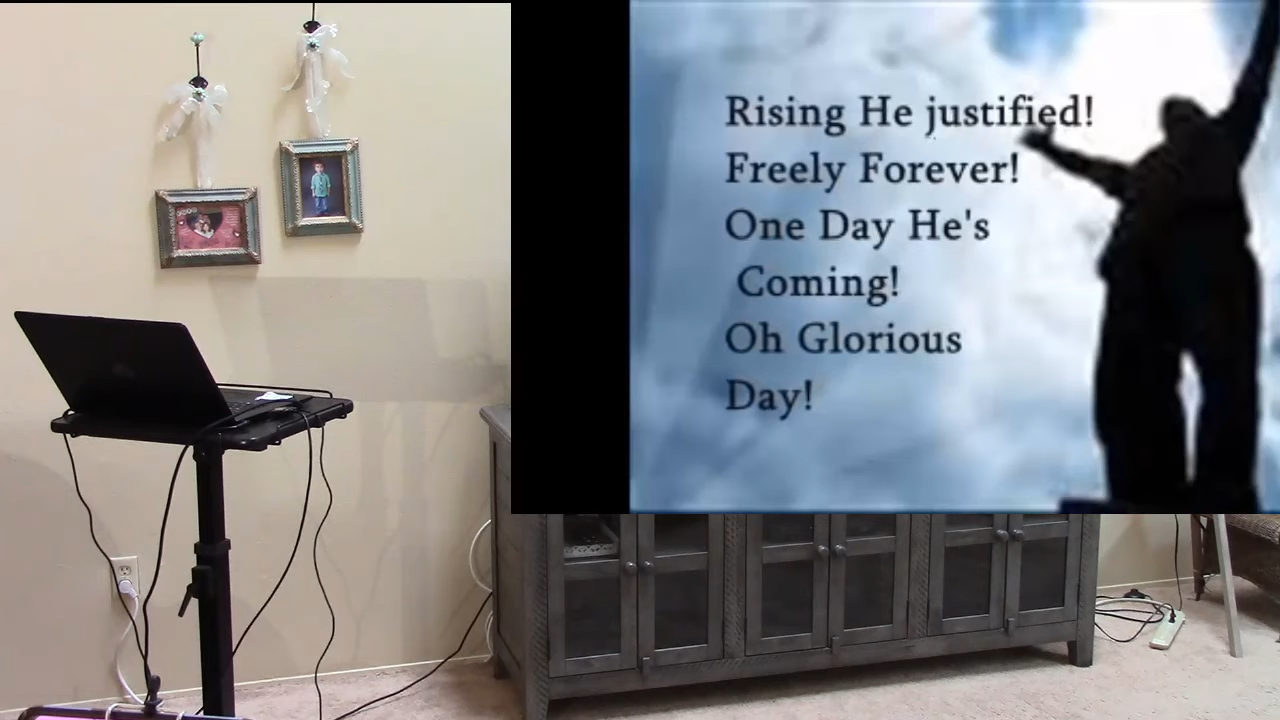 Rising He justified!
Freely Forever!
One Day He's
Coming!
Oh Glorious
Day!